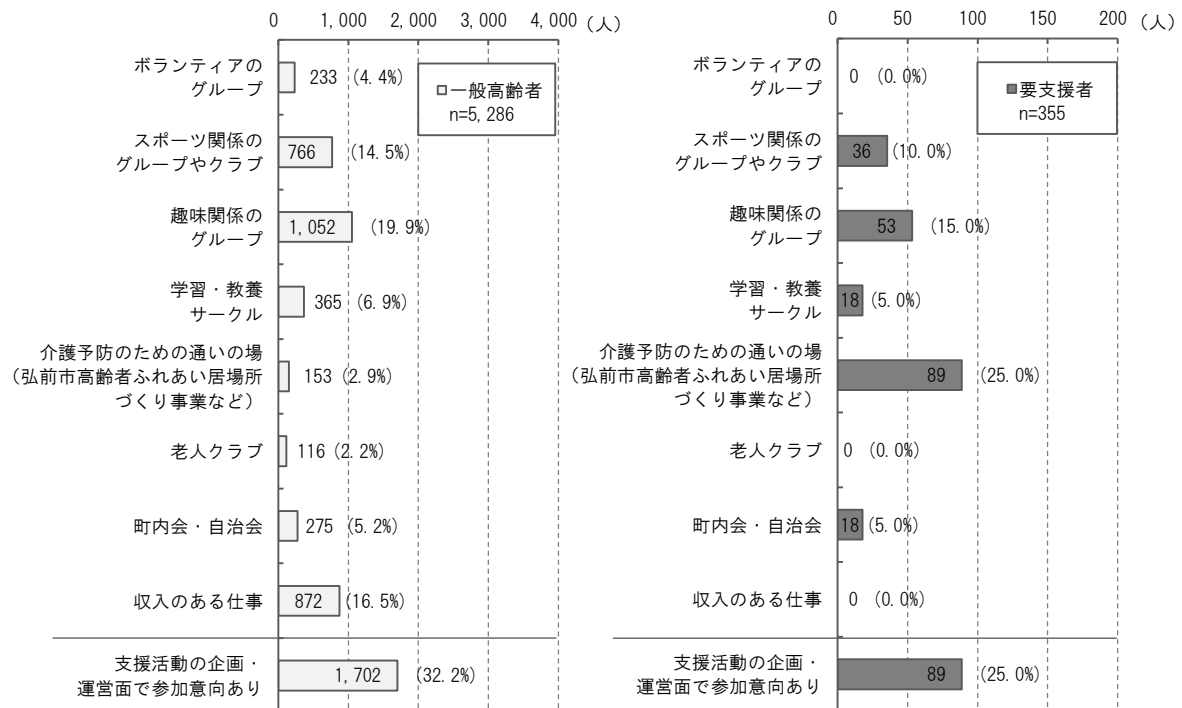 0 1,000 2,000 3,000 4,000 (人)
□一般高齢者
n=5,286
ボランティアの
グループ
233 (4.4%)
スポーツ関係の
グループやクラブ
766 (14.5%)
趣味関係の
グループ
1,052 (19.9%)
学習・教養
サークル
365 (6.9%)
介護予防のための通いの場
(弘前市高齢者ふれあい居場所
づくり事業など)
153 (2.9%)
老人クラブ
116 (2.2%)
町内会・自治会
275 (5.2%)
収入のある仕事
872 (16.5%)
支援活動の企画・
運営面で参加意向あり
1,702 (32.2%)
0 50 100 150 200 (人)
■要支援者
n=355
ボランティアの
グループ
0 (0.0%)
スポーツ関係の
グループやクラブ
36 (10.0%)
趣味関係の
グループ
53 (15.0%)
学習・教養
サークル
18 (5.0%)
介護予防のための通いの場
(弘前市高齢者ふれあい居場所
づくり事業など)
89 (25.0%)
老人クラブ
0 (0.0%)
町内会・自治会
18 (5.0%)
収入のある仕事
0 (0.0%)
支援活動の企画・
運営面で参加意向あり
89 (25.0%)